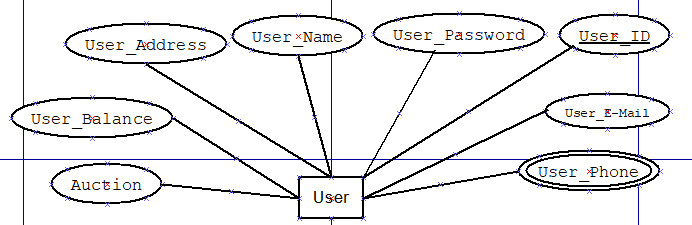 User_Address
User_Name
User_Password
User_ID
User_Balance
User_E-Mail
Auction
User_Phone
User